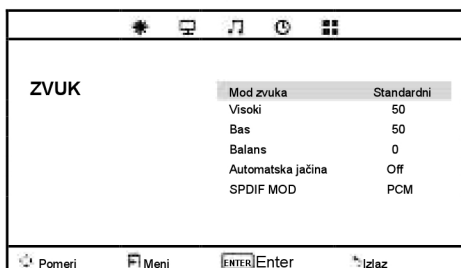 ZVUK
Mod zvuka Standardni
Visoki 50
Bas 50
Balans 0
Automatska jačina Off
SPDIF MOD PCM
Pomeri Meni ENTER Enter Izlaz